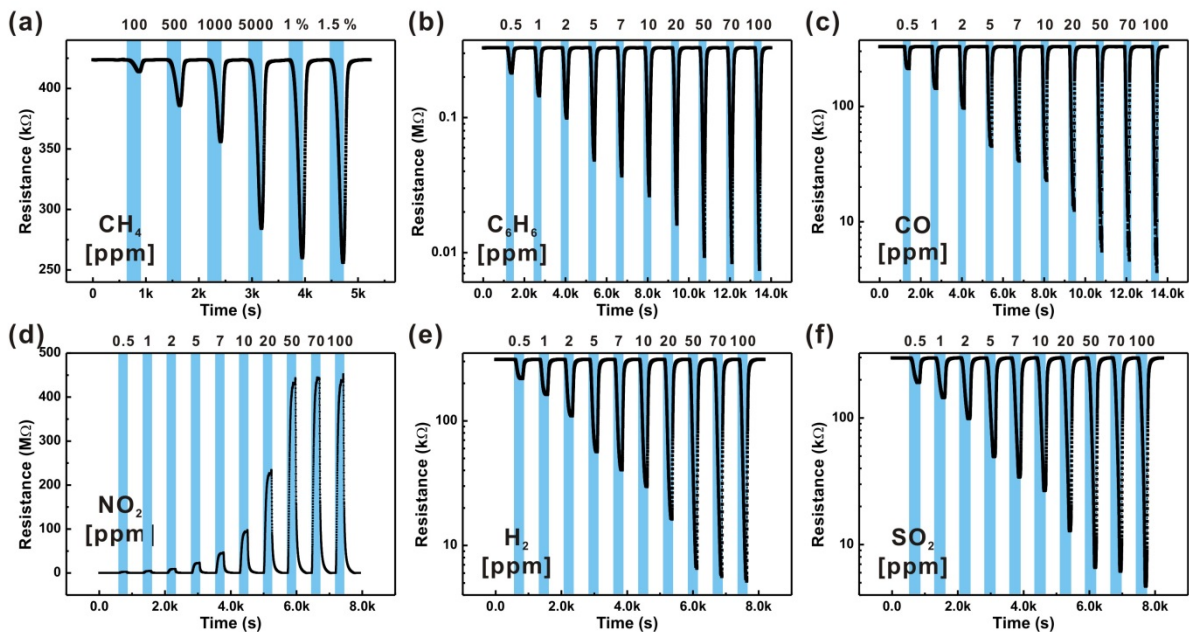 (a)
100 500 1000 5000 1 % 1.5 %
400
350
300
250
Resistance (kΩ)
CH₄
[ppm]
0 1k 2k 3k 4k 5k
Time (s)
(b)
0.5 1 2 5 7 10 20 50 70 100
0.1
0.01
Resistance (MΩ)
C₆H₆
[ppm]
0.0 2.0k 4.0k 6.0k 8.0k 10.0k 12.0k 14.0k
Time (s)
(c)
0.5 1 2 5 7 10 20 50 70 100
100
10
Resistance (kΩ)
CO
[ppm]
0.0 2.0k 4.0k 6.0k 8.0k 10.0k 12.0k 14.0k
Time (s)
(d)
0.5 1 2 5 7 10 20 50 70 100
500
400
300
200
100
50
0
Resistance (MΩ)
NO₂
[ppm]
0.0 2.0k 4.0k 6.0k 8.0k
Time (s)
(e)
0.5 1 2 5 7 10 20 50 70 100
100
10
Resistance (kΩ)
H₂
[ppm]
0.0 2.0k 4.0k 6.0k 8.0k
Time (s)
(f)
0.5 1 2 5 7 10 20 50 70 100
100
10
Resistance (kΩ)
SO₂
[ppm]
0.0 2.0k 4.0k 6.0k 8.0k
Time (s)